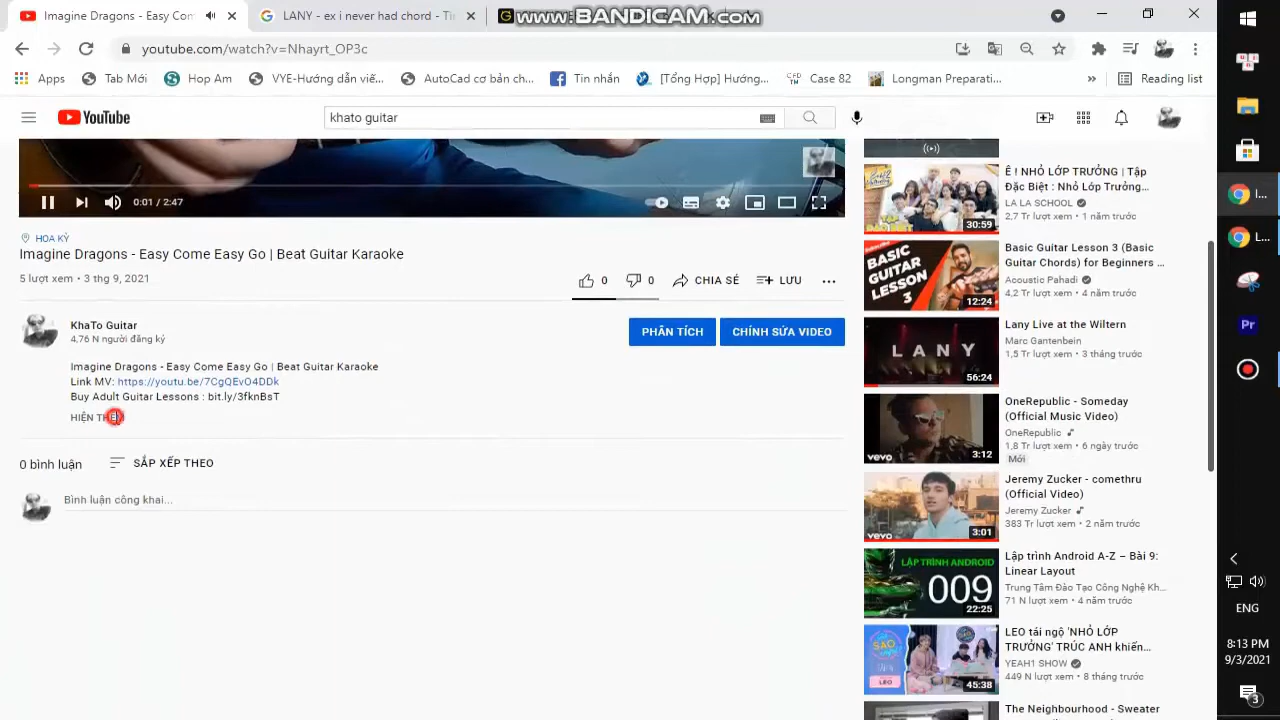 Imagine Dragons - Easy Com
LANY - ex i never had chord - T
www.BANDICAM.com
youtube.com/watch?v=Nhayrt_OP3c
Apps
Tab Mới
Hop Am
VYE-Hướng dẫn viế...
AutoCad cơ bản ch...
Tin nhắn
[Tổng Hợp] Hướng...
Case 82
Longman Preparati...
»
Reading list
YouTube
khato guitar
0:01 / 2:47
HOA KỲ
Imagine Dragons - Easy Come Easy Go | Beat Guitar Karaoke
5 lượt xem • 3 thg 9, 2021
0
0
CHIA SẺ
LƯU
KhaTo Guitar
4,76 N người đăng ký
PHÂN TÍCH
CHỈNH SỬA VIDEO
Imagine Dragons - Easy Come Easy Go | Beat Guitar Karaoke
Link MV: https://youtu.be/7CgQEvO4DDk
Buy Adult Guitar Lessons : bit.ly/3fknBsT
HIỆN THÊM
0 bình luận
SẮP XẾP THEO
Bình luận công khai...
30:59
Ê ! NHỎ LỚP TRƯỞNG | Tập
Đặc Biệt : Nhỏ Lớp Trưởng...
LA LA SCHOOL
2,7 Tr lượt xem • 1 năm trước
BASIC
GUITAR
LESSON
3
12:24
Basic Guitar Lesson 3 (Basic
Guitar Chords) for Beginners ...
Acoustic Pahadi
4,2 Tr lượt xem • 4 năm trước
LANY
56:24
Lany Live at the Wiltern
Marc Gantenbein
1,5 Tr lượt xem • 3 tháng trước
vevo
3:12
OneRepublic - Someday
(Official Music Video)
OneRepublic
1,8 Tr lượt xem • 6 ngày trước
Mới
vevo
3:01
Jeremy Zucker - comethru
(Official Video)
Jeremy Zucker
383 Tr lượt xem • 2 năm trước
LẬP TRÌNH ANDROID
009
22:25
Lập trình Android A-Z – Bài 9:
Linear Layout
Trung Tâm Đào Tạo Công Nghệ Kh...
71 N lượt xem • 4 năm trước
LEO
45:38
LEO tái ngộ 'NHỎ LỚP
TRƯỞNG' TRÚC ANH khiến...
YEAH1 SHOW
449 N lượt xem • 8 tháng trước
The Neighbourhood - Sweater
I...
L...
Pr
ENG
8:13 PM
9/3/2021
3